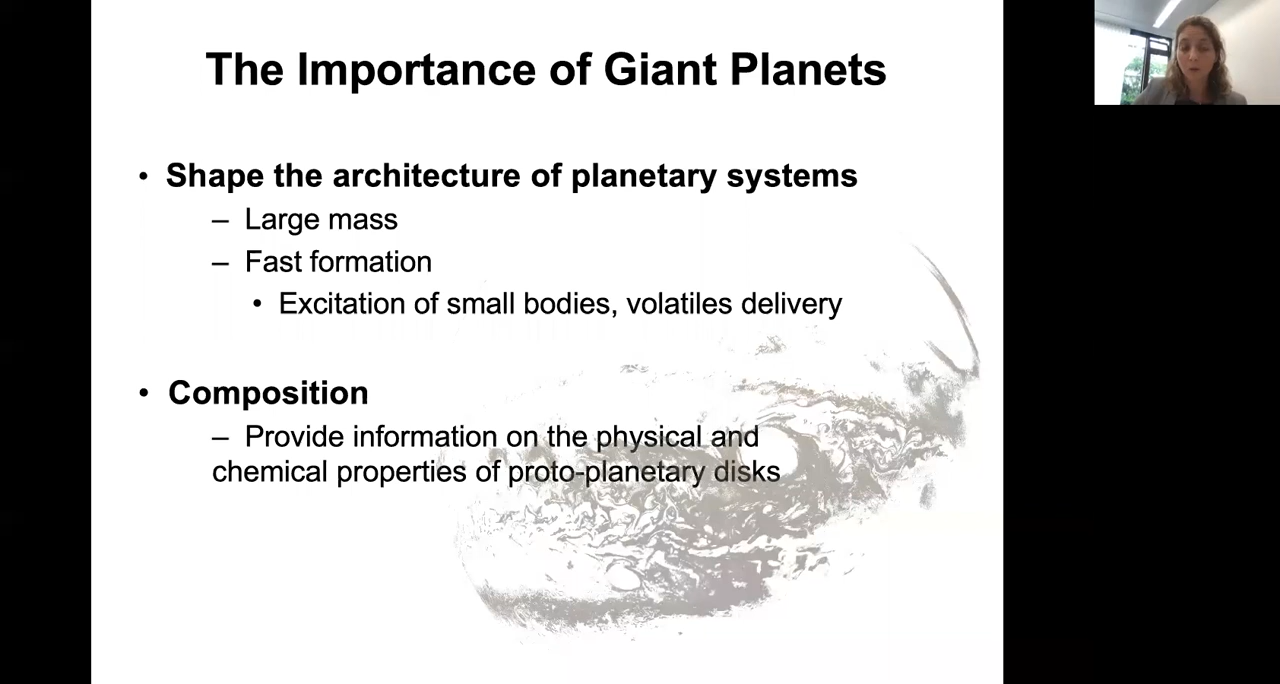 The Importance of Giant Planets
• Shape the architecture of planetary systems
– Large mass
– Fast formation
• Excitation of small bodies, volatiles delivery
• Composition
– Provide information on the physical and
chemical properties of proto-planetary disks